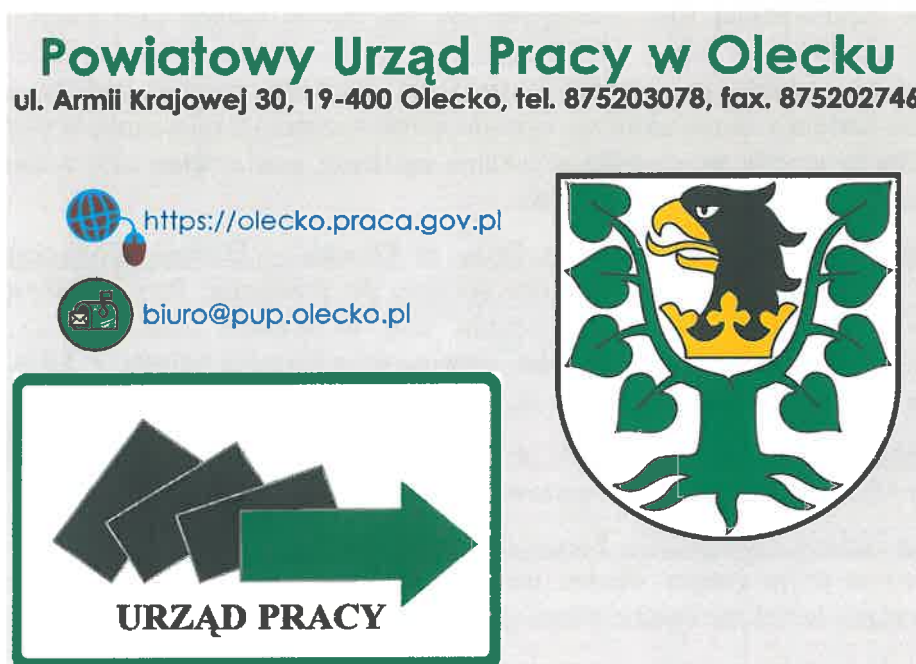 Powiatowy Urząd Pracy w Olecku
ul. Armii Krajowej 30, 19-400 Olecko, tel. 875203078, fax. 875202746
https://olecko.praca.gov.pl
biuro@pup.olecko.pl
URZĄD PRACY